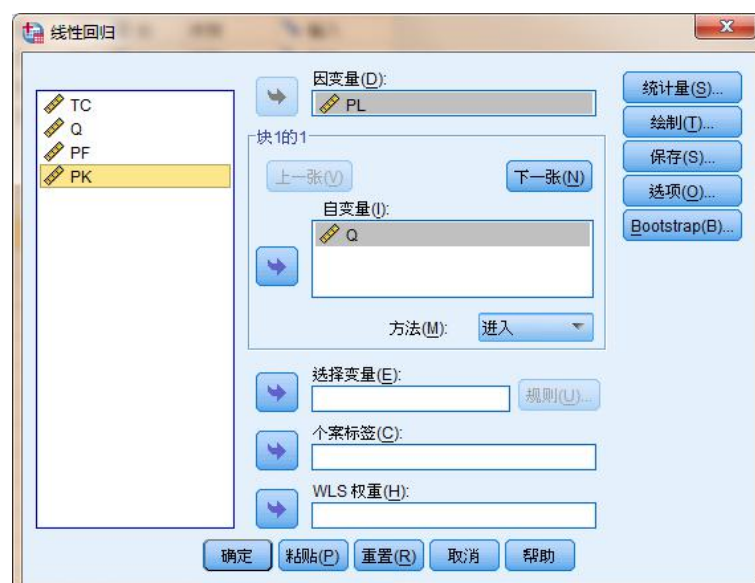 线性回归
TC
Q
PF
PK
因变量(D):
PL
块1的1
上一张(V)
下一张(N)
自变量(I):
Q
方法(M):
进入
选择变量(E):
规则(U)...
个案标签(C):
WLS 权重(H):
统计量(S)...
绘制(T)...
保存(S)...
选项(O)...
Bootstrap(B)...
确定
粘贴(P)
重置(R)
取消
帮助